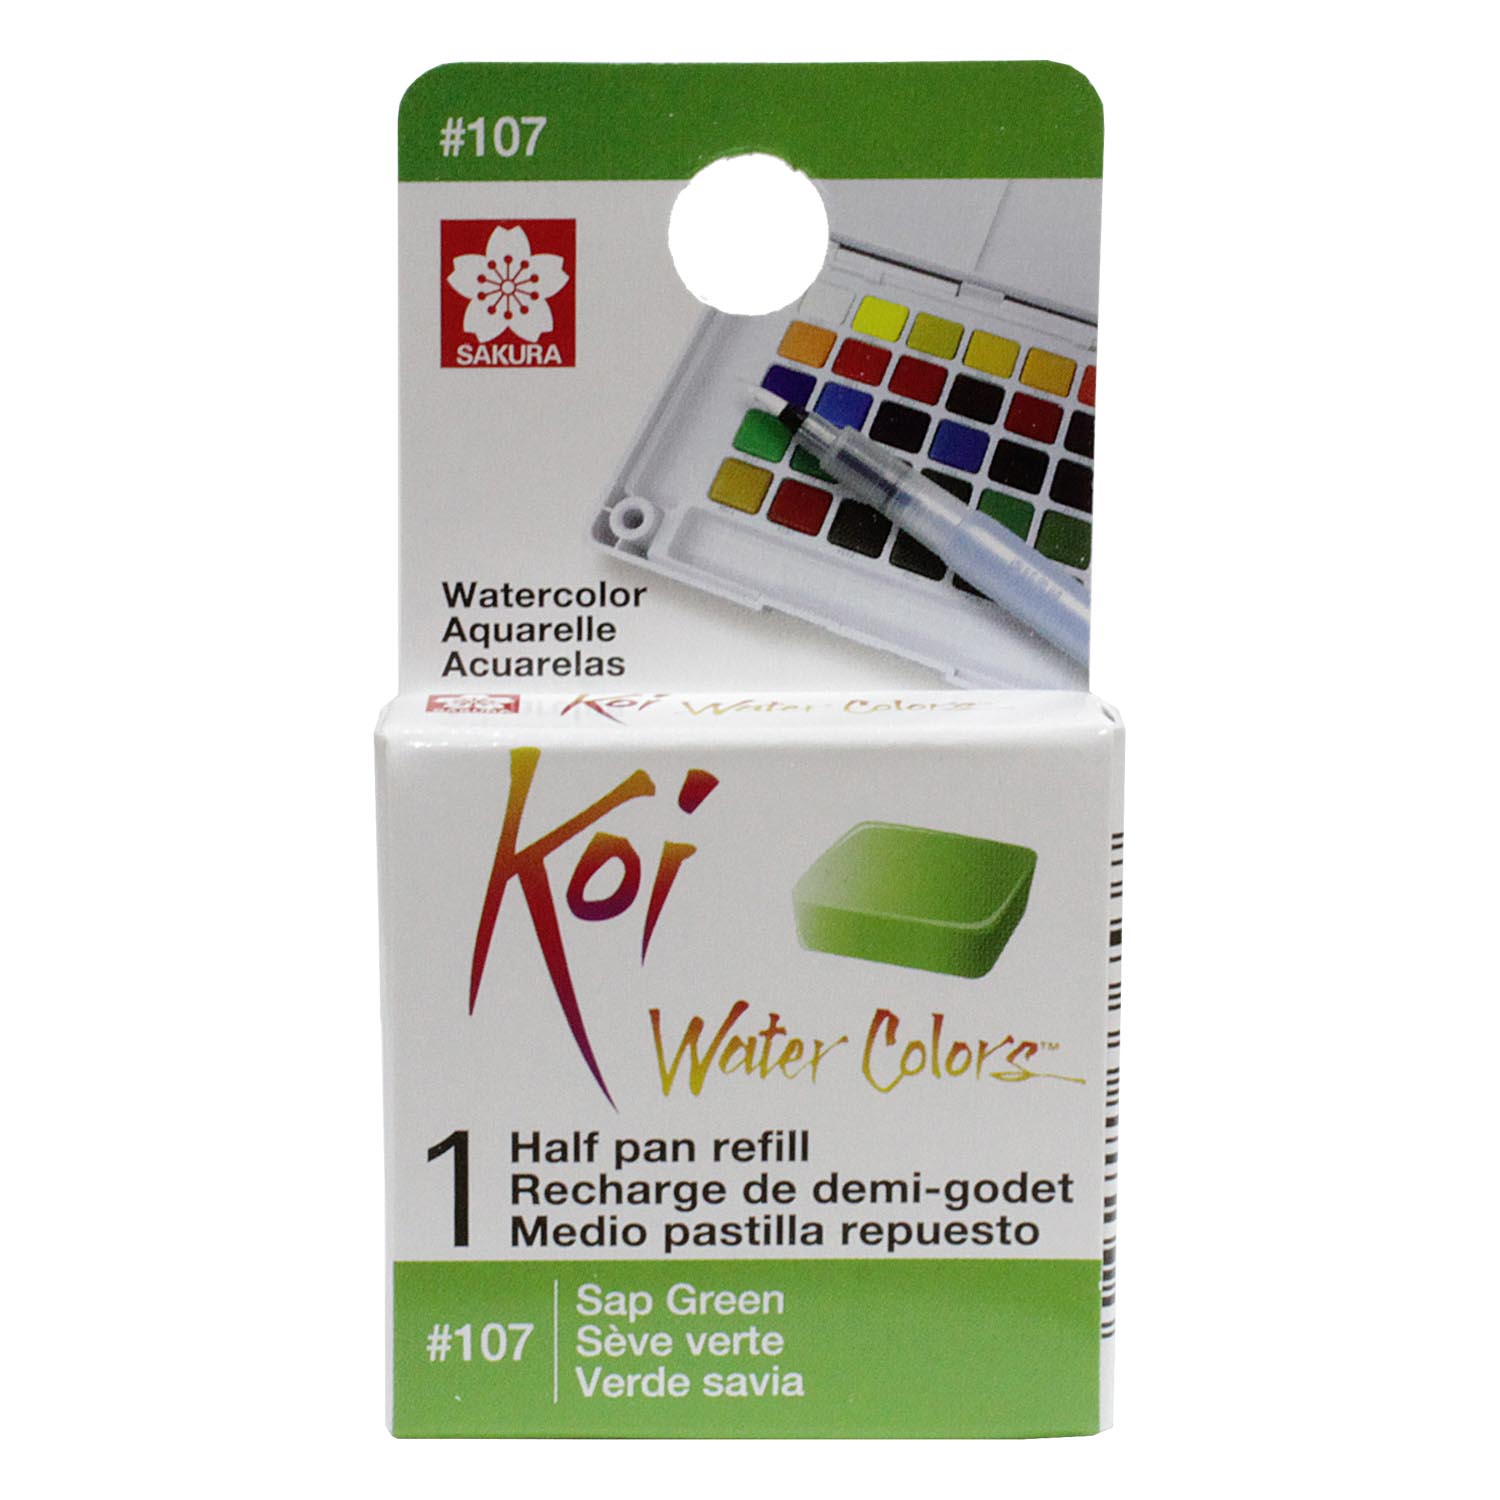 #107
SAKURA
Watercolor
Aquarelle
Acuarelas
SAKURA
Koi Water Colors
Koi
Water Colors™
1
Half pan refill
Recharge de demi-godet
Medio pastilla repuesto
#107
Sap Green
Sève verte
Verde savia